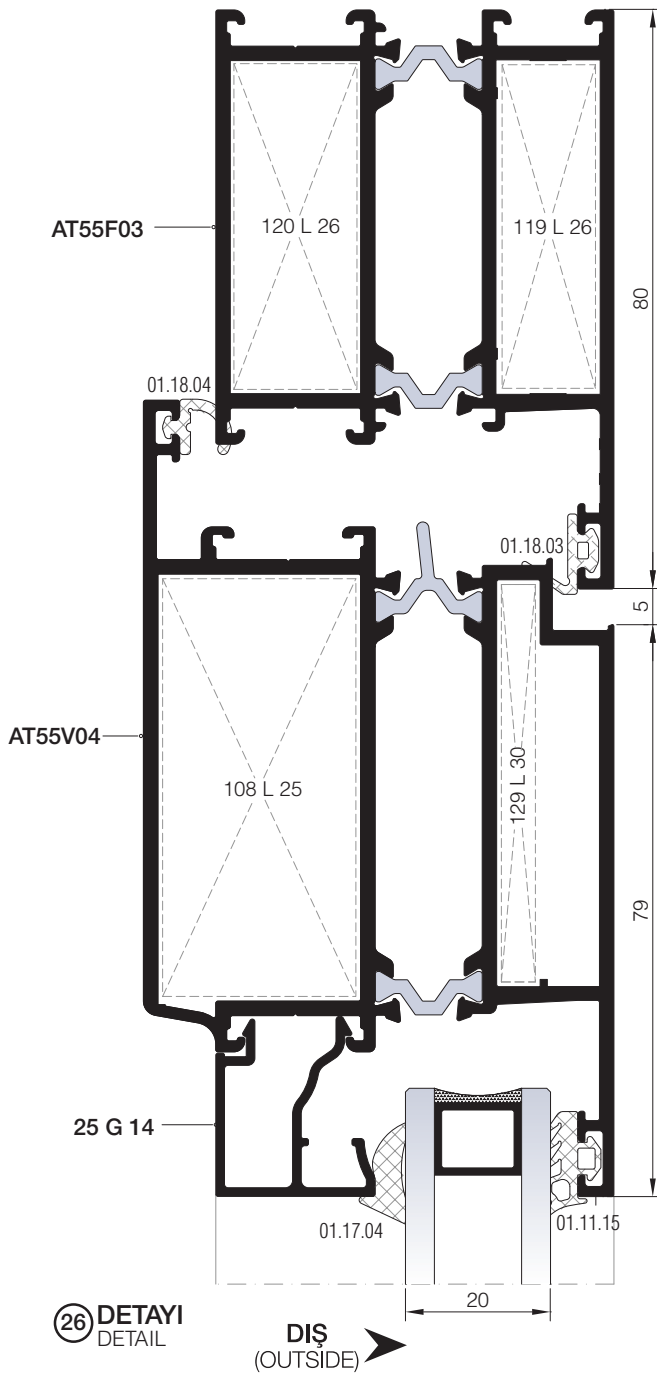 AT55F03
120 L 26
119 L 26
80
01.18.04
01.18.03
5
AT55V04
108 L 25
129 L 30
79
25 G 14
01.17.04
01.11.15
20
26 DETAYI
DETAIL
DIŞ
(OUTSIDE)